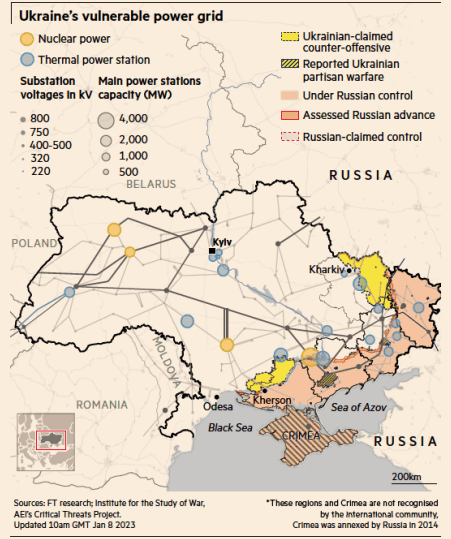 Ukraine's vulnerable power grid
Nuclear power
Thermal power station
Substation
voltages in kV
800
750
400-500
320
220
Main power stations
capacity (MW)
4,000
2,000
1,000
500
Ukrainian-claimed
counter-offensive
Reported Ukrainian
partisan warfare
Under Russian control
Assessed Russian advance
Russian-claimed control
RUSSIA
BELARUS
POLAND
Kyiv
Kharkiv
MOLDOVA
ROMANIA
Odesa
Kherson
Sea of Azov
Black Sea
CRIMEA
RUSSIA
200km
Sources: FT research; Institute for the Study of War,
AEI's Critical Threats Project.
Updated 10am GMT Jan 8 2023
*These regions and Crimea are not recognised
by the international community,
Crimea was annexed by Russia in 2014